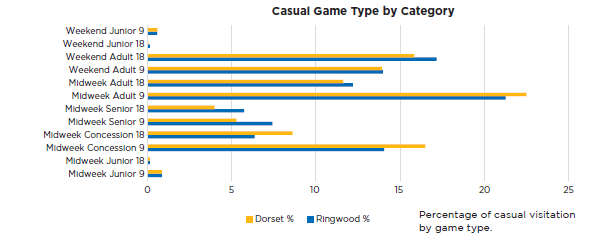 Casual Game Type by Category
Weekend Junior 9
Weekend Junior 18
Weekend Adult 18
Weekend Adult 9
Midweek Adult 18
Midweek Adult 9
Midweek Senior 18
Midweek Senior 9
Midweek Concession 18
Midweek Concession 9
Midweek Junior 18
Midweek Junior 9
0 5 10 15 20 25
Dorset % Ringwood %
Percentage of casual visitation
by game type.